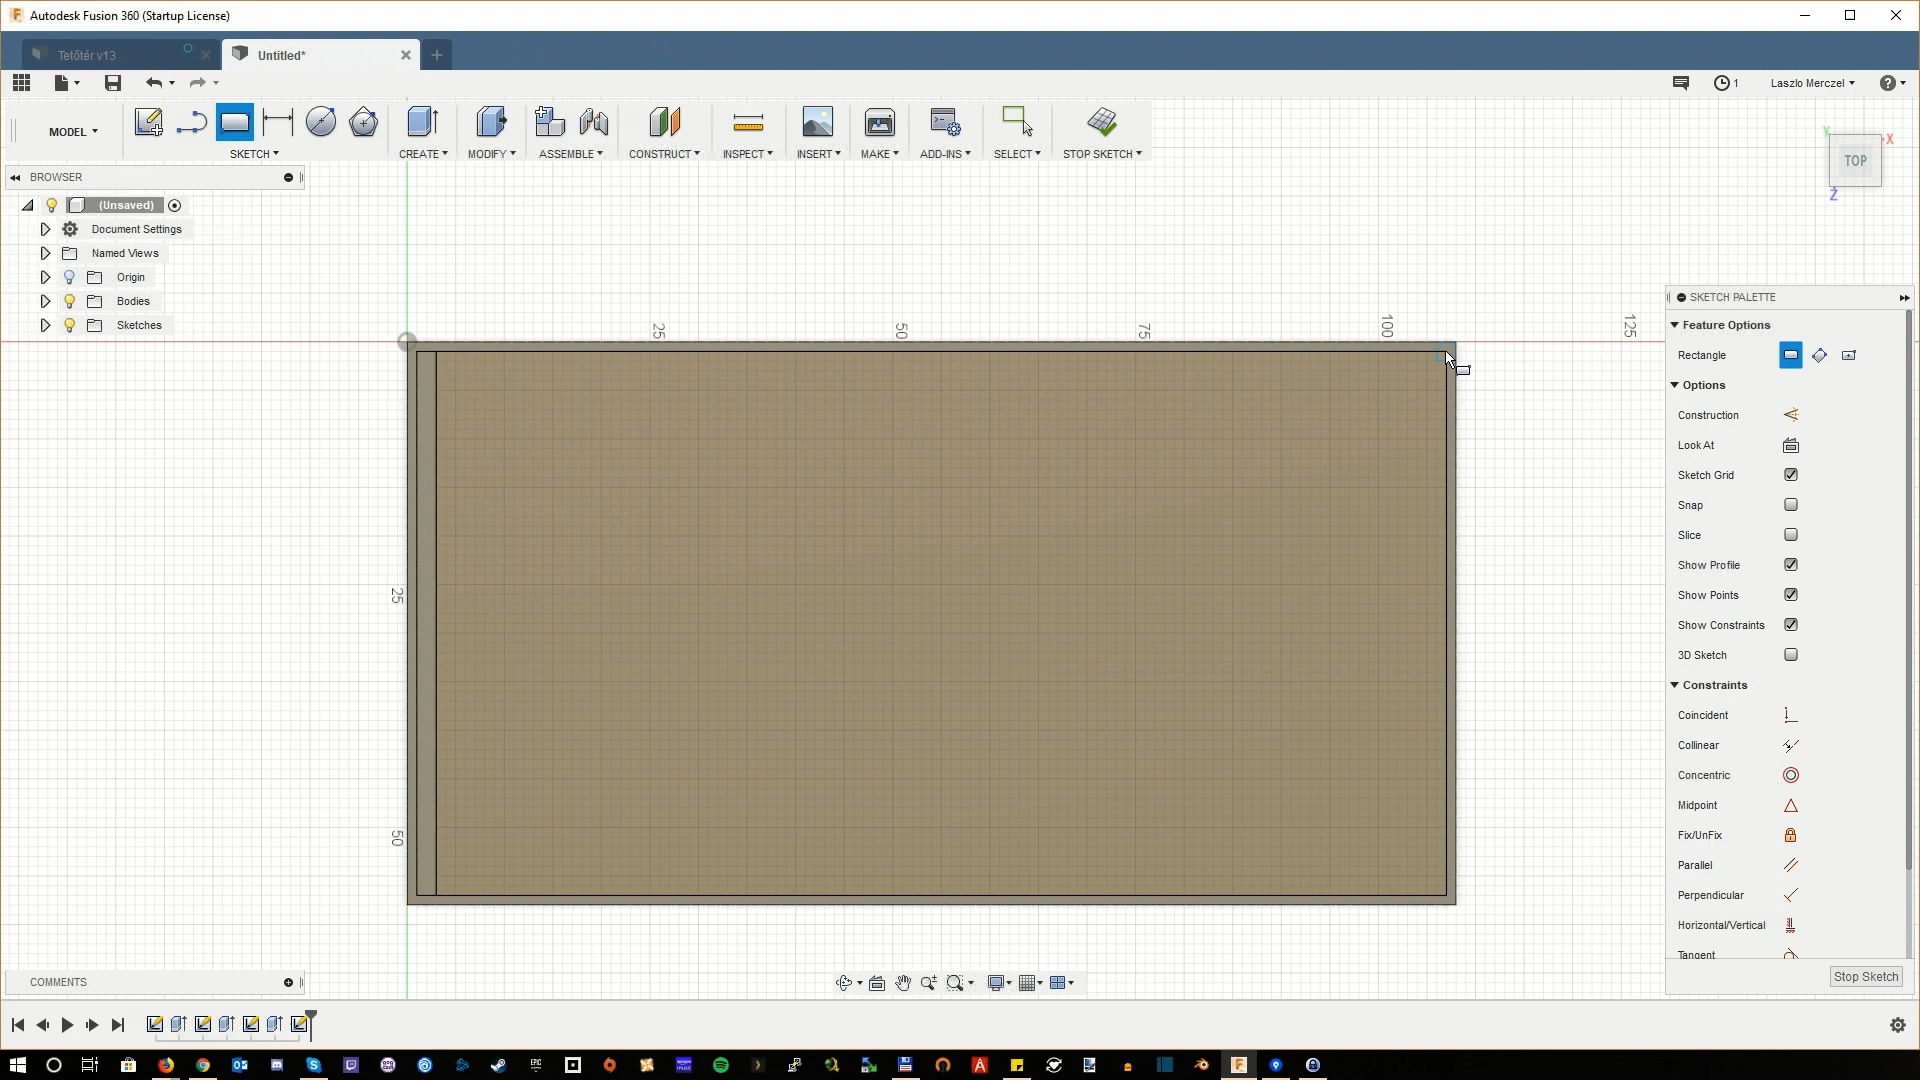 Autodesk Fusion 360 (Startup License)
Tetőtér v13
Untitled*
1
Laszlo Merczel
MODEL
SKETCH
CREATE
MODIFY
ASSEMBLE
CONSTRUCT
INSPECT
INSERT
MAKE
ADD-INS
SELECT
STOP SKETCH
Y
X
TOP
Z
BROWSER
(Unsaved)
Document Settings
Named Views
Origin
Bodies
Sketches
25
50
75
100
125
25
50
SKETCH PALETTE
Feature Options
Rectangle
Options
Construction
Look At
Sketch Grid
Snap
Slice
Show Profile
Show Points
Show Constraints
3D Sketch
Constraints
Coincident
Collinear
Concentric
Midpoint
Fix/UnFix
Parallel
Perpendicular
Horizontal/Vertical
Tangent
Stop Sketch
COMMENTS